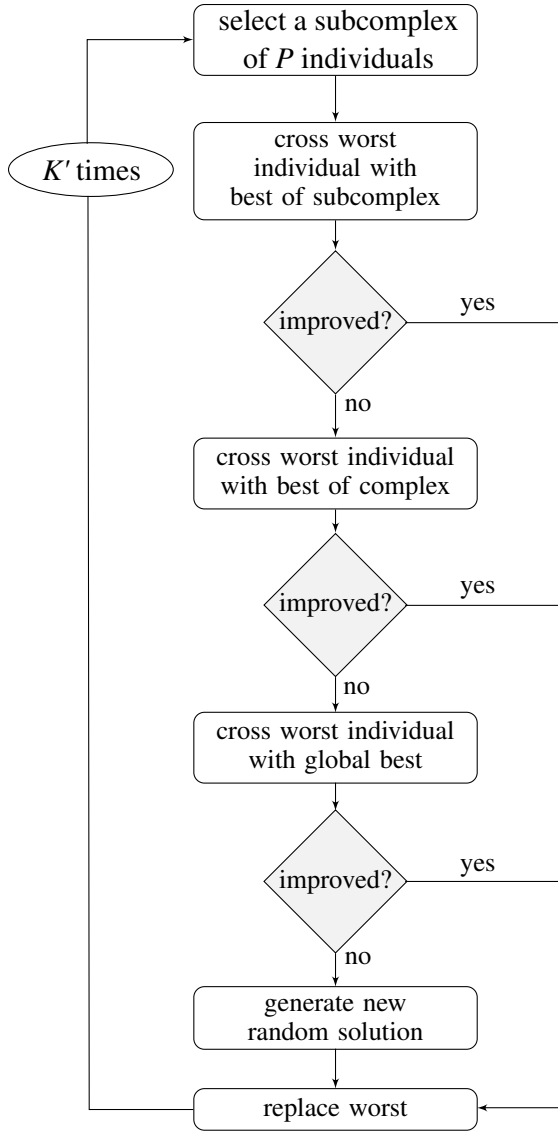 select a subcomplex
of P individuals
K′ times
cross worst
individual with
best of subcomplex
improved?
yes
no
cross worst individual
with best of complex
improved?
yes
no
cross worst individual
with global best
improved?
yes
no
generate new
random solution
replace worst